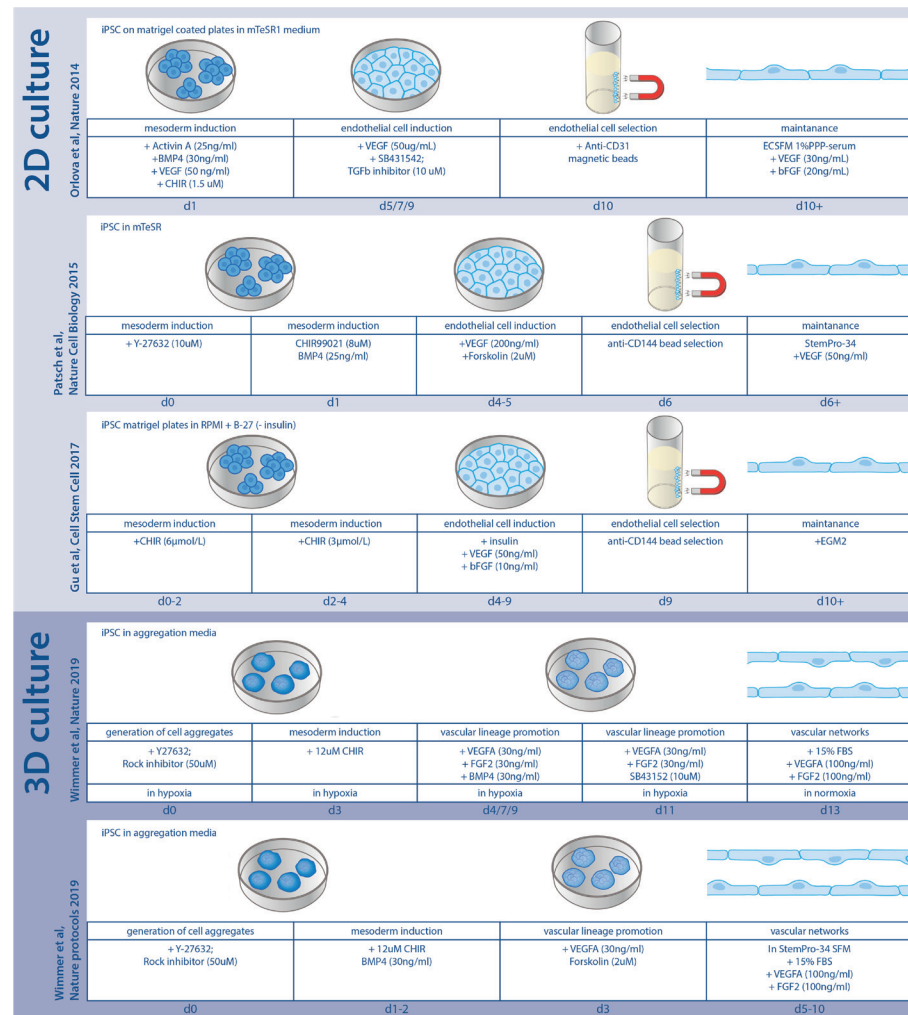 2D culture
Orlova et al, Nature 2014
iPSC on matrigel coated plates in mTeSR1 medium
mesoderm induction
+ Activin A (25ng/ml)
+BMP4 (30ng/ml)
+ VEGF (50 ng/ml)
+ CHIR (1.5 uM)
d1
endothelial cell induction
+ VEGF (50ug/mL)
+ SB431542;
TGFb inhibitor (10 uM)
d5/7/9
endothelial cell selection
+ Anti-CD31
magnetic beads
d10
maintanance
ECSFM 1%PPP-serum
+ VEGF (30ng/mL)
+ bFGF (20ng/mL)
d10+
Patsch et al,
Nature Cell Biology 2015
iPSC in mTeSR
mesoderm induction
+ Y-27632 (10uM)
d0
mesoderm induction
CHIR99021 (8uM)
BMP4 (25ng/ml)
d1
endothelial cell induction
+VEGF (200ng/ml)
+Forskolin (2uM)
d4-5
endothelial cell selection
anti-CD144 bead selection
d6
maintanance
StemPro-34
+VEGF (50ng/ml)
d6+
Gu et al, Cell Stem Cell 2017
iPSC matrigel plates in RPMI + B-27 (- insulin)
mesoderm induction
+CHIR (6μmol/L)
d0-2
mesoderm induction
+CHIR (3μmol/L)
d2-4
endothelial cell induction
+ insulin
+ VEGF (50ng/ml)
+ bFGF (10ng/ml)
d4-9
endothelial cell selection
anti-CD144 bead selection
d9
maintanance
+EGM2
d10+
3D culture
Wimmer et al, Nature 2019
iPSC in aggregation media
generation of cell aggregates
+ Y27632;
Rock inhibitor (50uM)
in hypoxia
d0
mesoderm induction
+ 12uM CHIR
in hypoxia
d3
vascular lineage promotion
+ VEGFA (30ng/ml)
+ FGF2 (30ng/ml)
+ BMP4 (30ng/ml)
in hypoxia
d4/7/9
vascular lineage promotion
+ VEGFA (30ng/ml)
+ FGF2 (30ng/ml)
SB43152 (10uM)
in hypoxia
d11
vascular networks
+ 15% FBS
+ VEGFA (100ng/ml)
+ FGF2 (100ng/ml)
in normoxia
d13
Wimmer et al,
Nature protocols 2019
iPSC in aggregation media
generation of cell aggregates
+ Y-27632;
Rock inhibitor (50uM)
d0
mesoderm induction
+ 12uM CHIR
BMP4 (30ng/ml)
d1-2
vascular lineage promotion
+ VEGFA (30ng/ml)
Forskolin (2uM)
d3
vascular networks
In StemPro-34 SFM
+ 15% FBS
+ VEGFA (100ng/ml)
+ FGF2 (100ng/ml)
d5-10